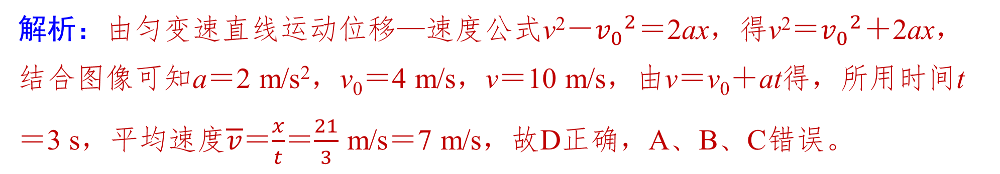 解析：由匀变速直线运动位移—速度公式v²－v₀²＝2ax，得v²＝v₀²＋2ax，
结合图像可知a＝2 m/s²，v₀＝4 m/s，v＝10 m/s，由v＝v₀＋at得，所用时间t
＝3 s，平均速度v̅＝x/t＝21/3 m/s＝7 m/s，故D正确，A、B、C错误。